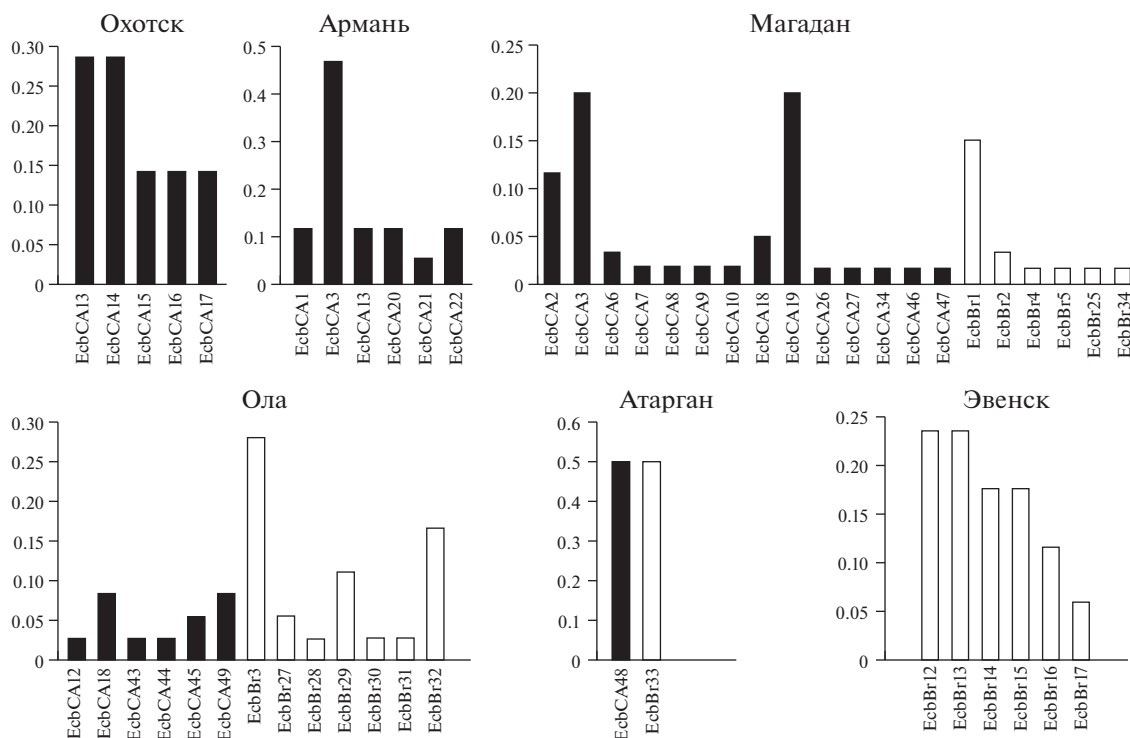 Охотск
0.30
0.25
0.20
0.15
0.10
0.05
0
EcbCA13
EcbCA14
EcbCA15
EcbCA16
EcbCA17
Армань
0.5
0.4
0.3
0.2
0.1
0
EcbCA1
EcbCA3
EcbCA13
EcbCA20
EcbCA21
EcbCA22
Магадан
0.25
0.20
0.15
0.10
0.05
0
EcbCA2
EcbCA3
EcbCA6
EcbCA7
EcbCA8
EcbCA9
EcbCA10
EcbCA18
EcbCA19
EcbCA26
EcbCA27
EcbCA34
EcbCA46
EcbCA47
EcbBr1
EcbBr2
EcbBr4
EcbBr5
EcbBr25
EcbBr34
Ола
0.30
0.25
0.20
0.15
0.10
0.05
0
EcbCA12
EcbCA18
EcbCA43
EcbCA44
EcbCA45
EcbCA49
EcbBr3
EcbBr27
EcbBr28
EcbBr29
EcbBr30
EcbBr31
EcbBr32
Атарган
0.6
0.5
0.4
0.3
0.2
0.1
0
EcbCA48
EcbBr33
Эвенск
0.25
0.20
0.15
0.10
0.05
0
EcbBr12
EcbBr13
EcbBr14
EcbBr15
EcbBr16
EcbBr17